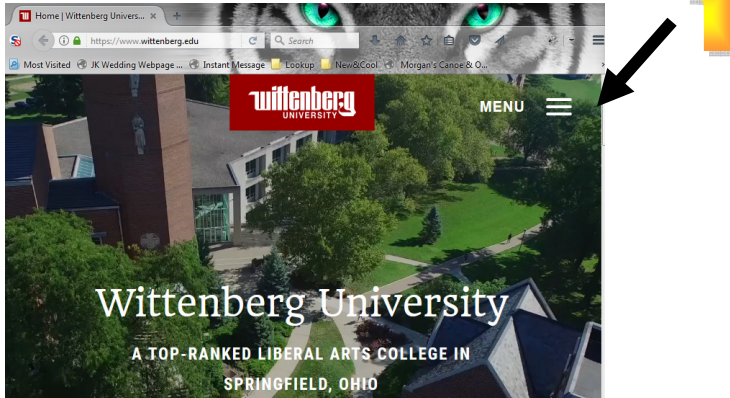 Home | Wittenberg Univers... × +
https://www.wittenberg.edu Search
Most Visited JK Wedding Webpage ... Instant Message Lookup New&Cool Morgan's Canoe & O...
wittenberg
UNIVERSITY
MENU
Wittenberg University
A TOP-RANKED LIBERAL ARTS COLLEGE IN
SPRINGFIELD, OHIO